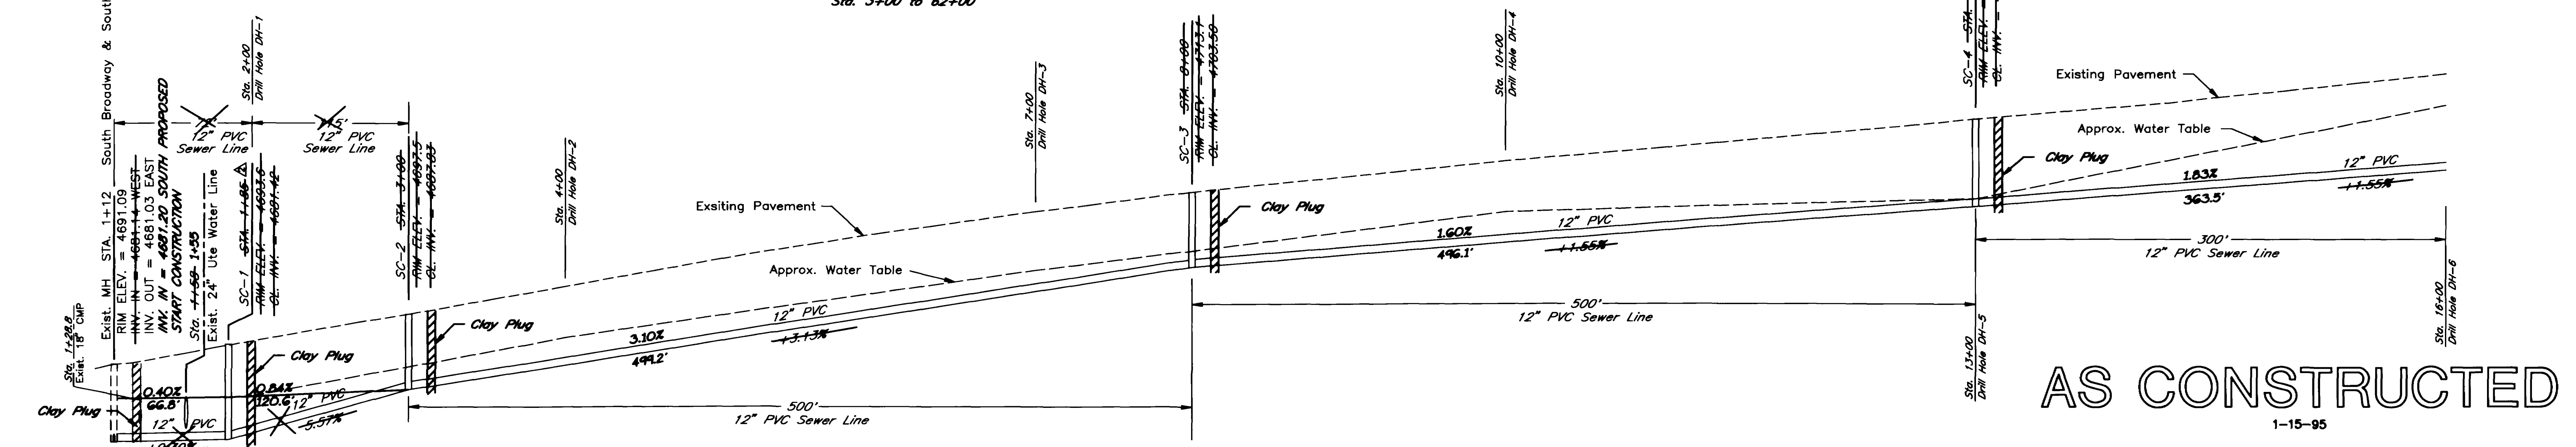 Sta. 5+00 to 82+00
Exist. MH STA. 1+12 South Broadway & South
RIM ELEV. = 4691.09
INV. IN = 4681.14 WEST
INV. OUT = 4681.03 EAST
INV. IN = 4681.20 SOUTH PROPOSED
START CONSTRUCTION
Sta. 1+58 1+55
Exist. 24" Ute Water Line
Sta. 1+28.8
Exist. 18" CMP
SC-1 STA. 1+85
RIM ELEV. = 4693.6
CL. INV. = 4681.42
Sta. 2+00
Drill Hole DH-1
12" PVC
Sewer Line
115'
12" PVC
Sewer Line
SC-2 STA. 3+00
RIM ELEV. = 4697.5
CL. INV. = 4687.83
Sta. 4+00
Drill Hole DH-2
Sta. 7+00
Drill Hole DH-3
SC-3 STA. 8+00
RIM ELEV. = 4713.1
CL. INV. = 4703.50
Sta. 10+00
Drill Hole DH-4
SC-4 STA.
RIM ELEV. =
CL. INV. =
Existing Pavement
Approx. Water Table
Clay Plug
12" PVC
1.83%
+1.55%
363.5'
Exsiting Pavement
Clay Plug
12" PVC
1.60%
+1.55%
496.1'
Approx. Water Table
12" PVC
3.10%
+3.13%
499.2'
Clay Plug
Clay Plug
0.40%
66.8'
0.84%
120.6'
12" PVC
5.57%
Clay Plug
12" PVC
300'
12" PVC Sewer Line
500'
12" PVC Sewer Line
500'
12" PVC Sewer Line
Sta. 13+00
Drill Hole DH-5
Sta. 16+00
Drill Hole DH-6
AS CONSTRUCTED
1-15-95